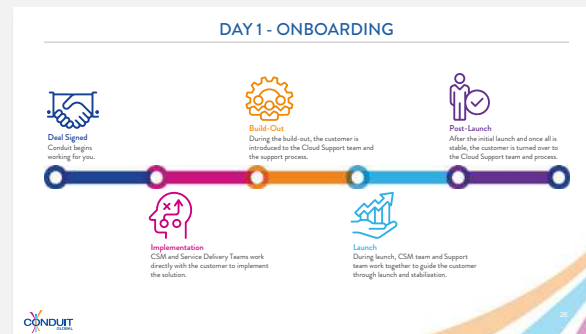 DAY 1 - ONBOARDING
Deal Signed
Conduit begins
working for you.
Build-Out
During the build-out, the customer is
introduced to the Cloud Support team and
the support process.
Post-Launch
After the initial launch and once all is
stable, the customer is turned over to
the Cloud Support team and process.
Implementation
CSM and Service Delivery Teams work
directly with the customer to implement
the solution.
Launch
During launch, CSM team and Support
team work together to guide the customer
through launch and stabilization.
CONDUIT
GLOBAL